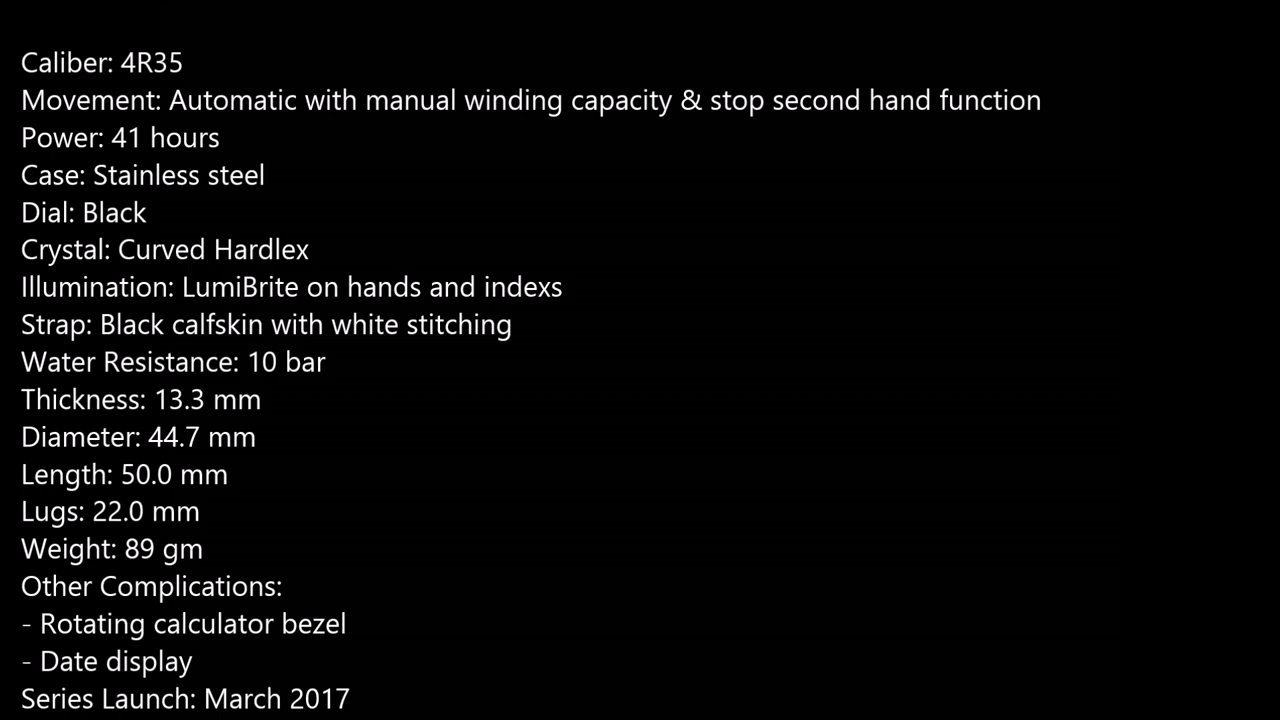 Caliber: 4R35
Movement: Automatic with manual winding capacity & stop second hand function
Power: 41 hours
Case: Stainless steel
Dial: Black
Crystal: Curved Hardlex
Illumination: LumiBrite on hands and indexs
Strap: Black calfskin with white stitching
Water Resistance: 10 bar
Thickness: 13.3 mm
Diameter: 44.7 mm
Length: 50.0 mm
Lugs: 22.0 mm
Weight: 89 gm
Other Complications:
- Rotating calculator bezel
- Date display
Series Launch: March 2017